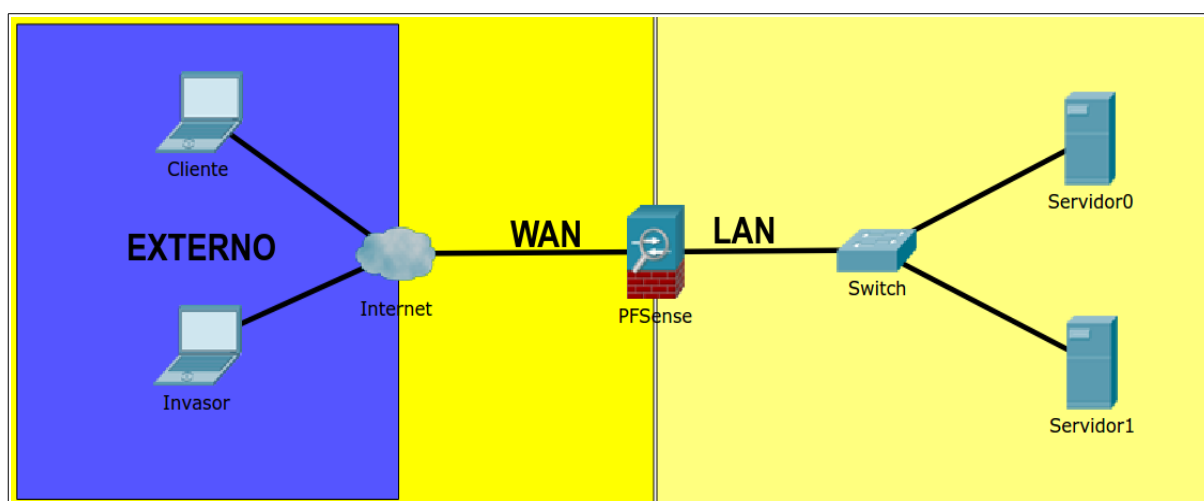 Cliente
EXTERNO
Invasor
Internet
WAN
PFSense
LAN
Switch
Servidor0
Servidor1